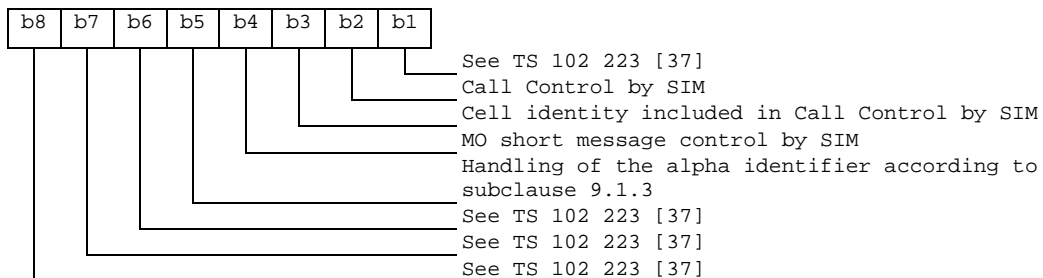 b8 b7 b6 b5 b4 b3 b2 b1
See TS 102 223 [37]
Call Control by SIM
Cell identity included in Call Control by SIM
MO short message control by SIM
Handling of the alpha identifier according to
subclause 9.1.3
See TS 102 223 [37]
See TS 102 223 [37]
See TS 102 223 [37]